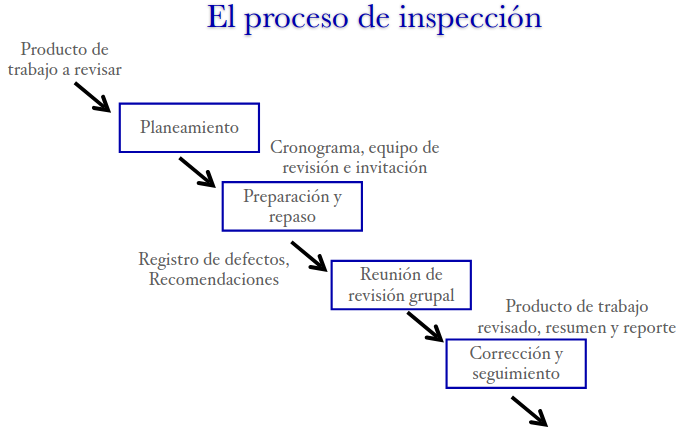 El proceso de inspección
Producto de
trabajo a revisar
Planeamiento
Cronograma, equipo de
revisión e invitación
Preparación y
repaso
Registro de defectos,
Recomendaciones
Reunión de
revisión grupal
Producto de trabajo
revisado, resumen y reporte
Corrección y
seguimiento